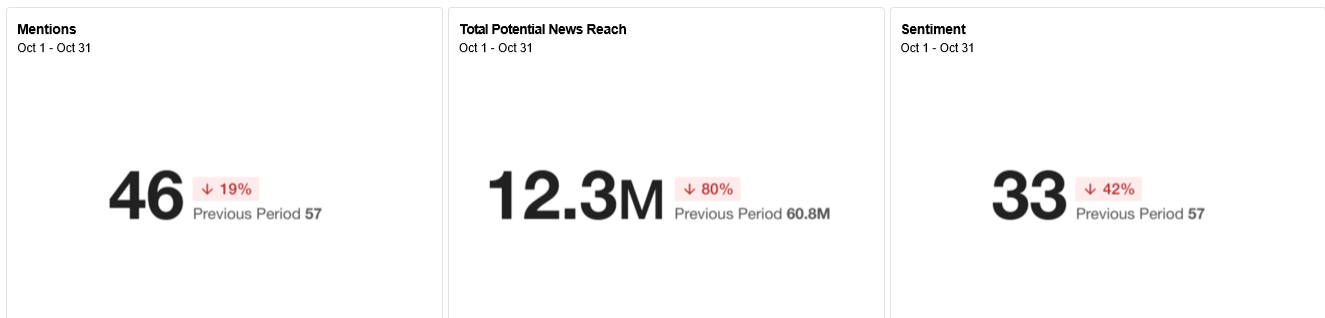 Mentions
Oct 1 - Oct 31
46
↓ 19%
Previous Period 57
Total Potential News Reach
Oct 1 - Oct 31
12.3M
↓ 80%
Previous Period 60.8M
Sentiment
Oct 1 - Oct 31
33
↓ 42%
Previous Period 57